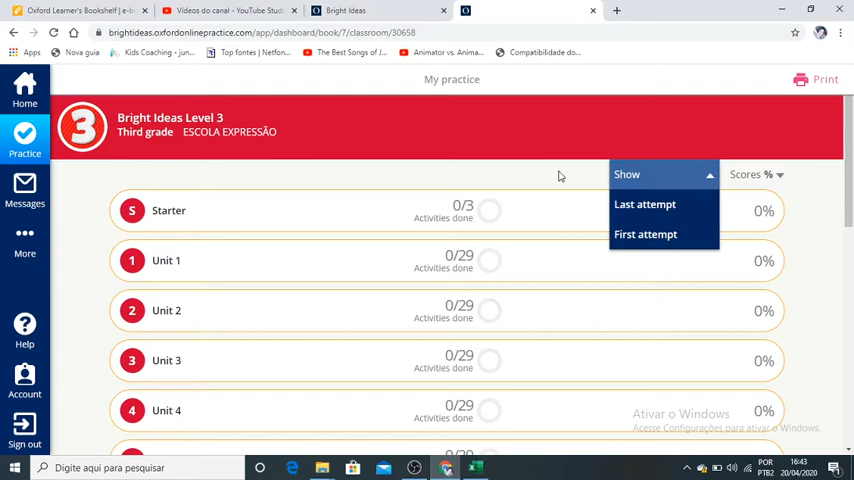 Oxford Learner's Bookshelf | e-b
Vídeos do canal - YouTube Studi
Bright Ideas
brightideas.oxfordonlinepractice.com/app/dashboard/book/7/classroom/30658
Apps
Nova guia
Kids Coaching - jun...
Top fontes | Netfon...
The Best Songs of J...
Animator vs. Anima...
Compatibilidade do...
Home
Practice
Messages
More
Help
Account
Sign out
My practice
Print
3
Bright Ideas Level 3
Third grade ESCOLA EXPRESSÃO
Show
Scores %
Last attempt
First attempt
S Starter 0/3 Activities done 0%
1 Unit 1 0/29 Activities done 0%
2 Unit 2 0/29 Activities done 0%
3 Unit 3 0/29 Activities done 0%
4 Unit 4 0/29 Activities done 0%
Ativar o Windows
Acesse Configurações para ativar o Windows.
Digite aqui para pesquisar
POR
PTB2
16:43
20/04/2020